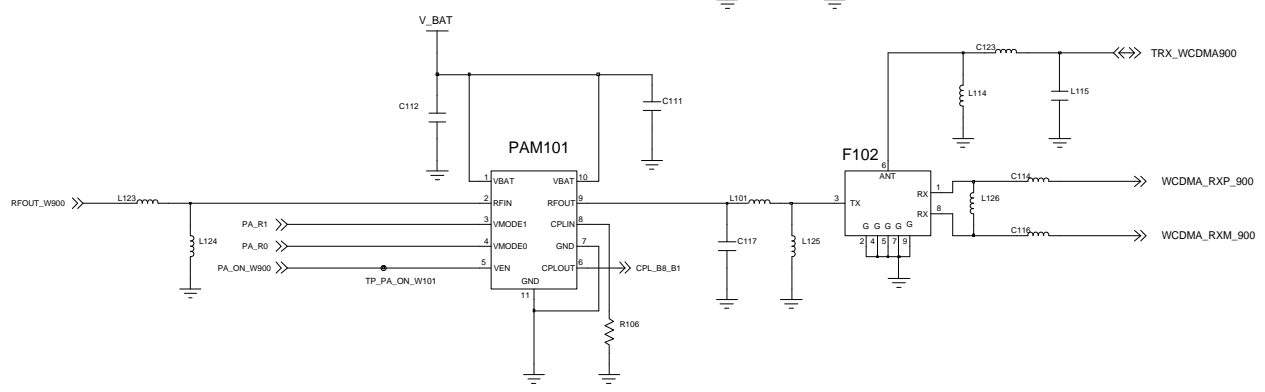 V_BAT
C123
TRX_WCDMA900
L114
L115
C112
C111
PAM101
F102
6
ANT
1
VBAT
VBAT
10
RFOUT_W900
L123
2
RFIN
RFOUT
9
L101
3
TX
RX
1
C114
WCDMA_RXP_900
L126
RX
8
C116
WCDMA_RXM_900
PA_R1
3
VMODE1
CPLIN
8
G G G G G
2 4 5 7 9
L124
PA_R0
4
VMODE0
GND
7
C117
L125
PA_ON_W900
5
VEN
CPLOUT
6
CPL_B8_B1
TP_PA_ON_W101
GND
11
R106